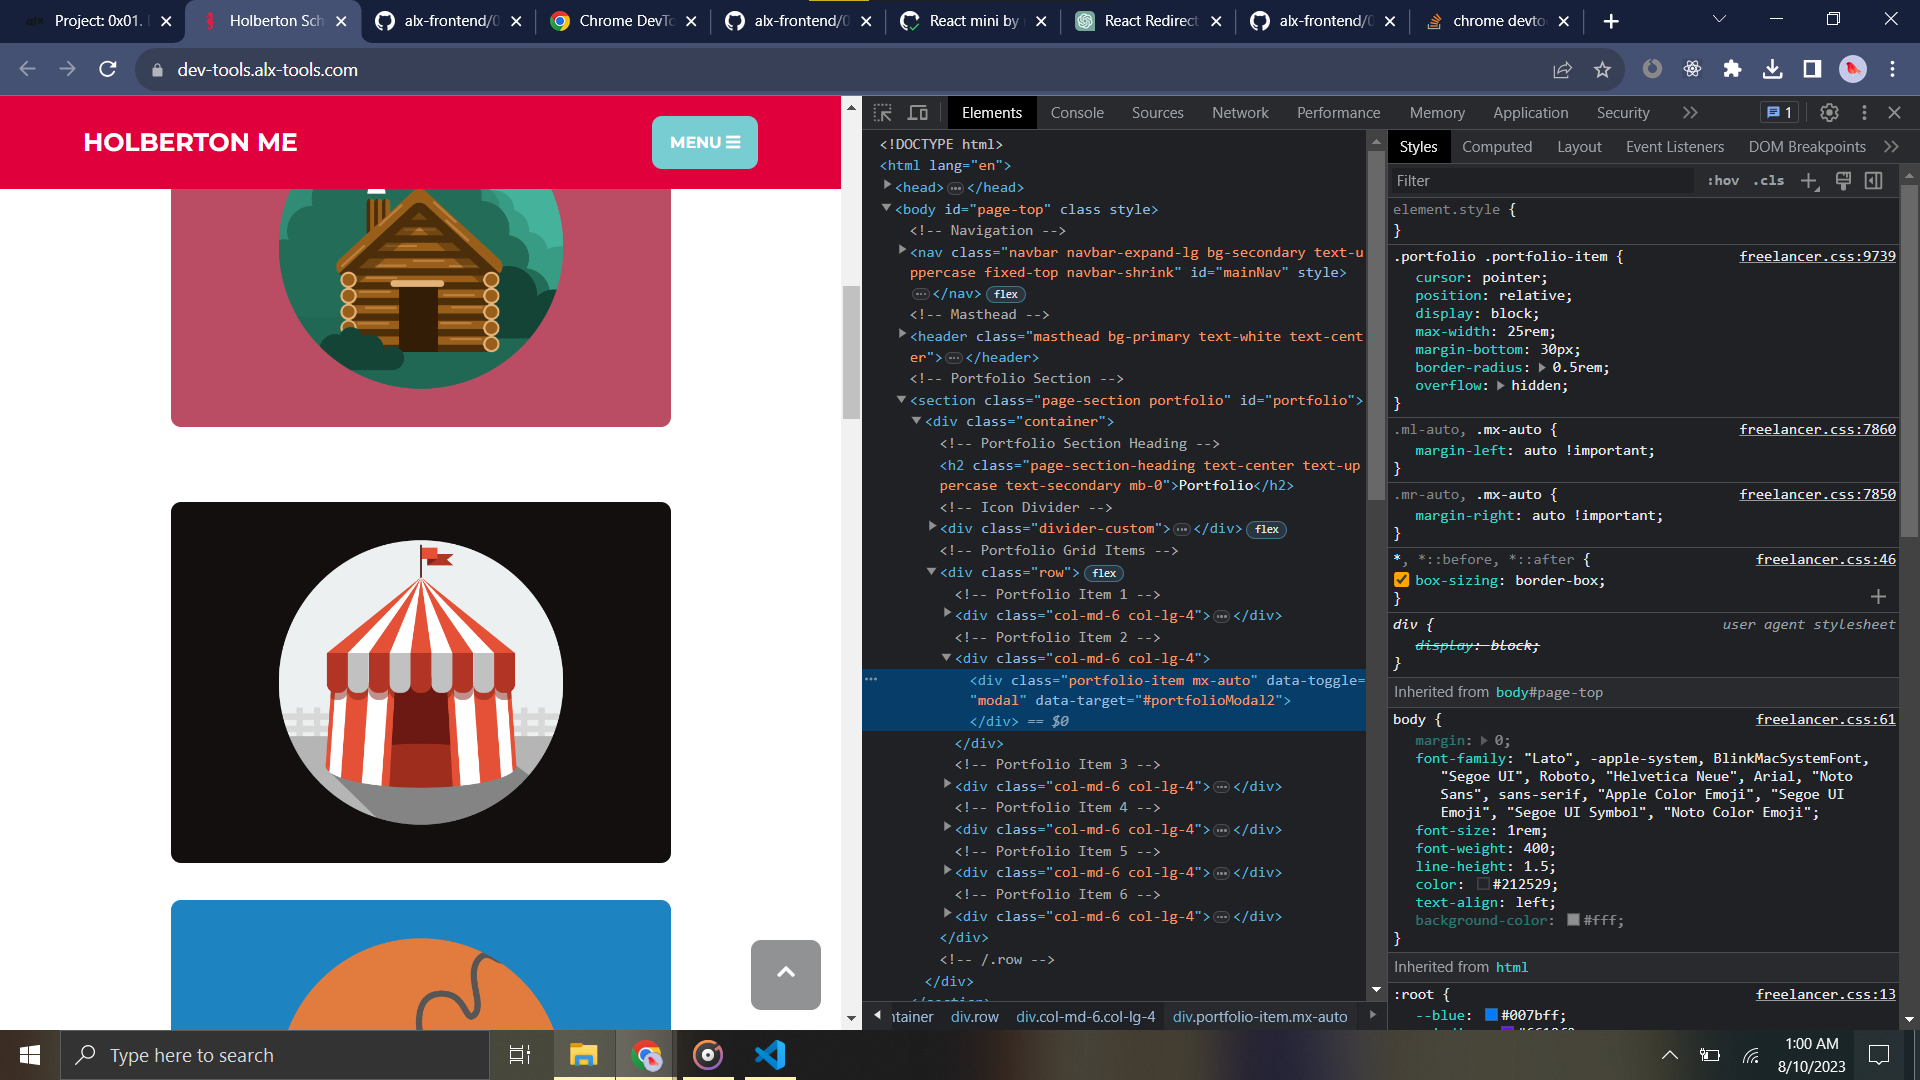 Project: 0x01.
Holberton Sch
alx-frontend/0
Chrome DevTo
alx-frontend/0
React mini by
React Redirect
alx-frontend/0
chrome devto
dev-tools.alx-tools.com
HOLBERTON ME
MENU
Elements
Console
Sources
Network
Performance
Memory
Application
Security
1
<!DOCTYPE html>
<html lang="en">
<head>⋯</head>
<body id="page-top" class style>
<!-- Navigation -->
<nav class="navbar navbar-expand-lg bg-secondary text-u
ppercase fixed-top navbar-shrink" id="mainNav" style>
⋯</nav> flex
<!-- Masthead -->
<header class="masthead bg-primary text-white text-cent
er">⋯</header>
<!-- Portfolio Section -->
<section class="page-section portfolio" id="portfolio">
<div class="container">
<!-- Portfolio Section Heading -->
<h2 class="page-section-heading text-center text-up
percase text-secondary mb-0">Portfolio</h2>
<!-- Icon Divider -->
<div class="divider-custom">⋯</div> flex
<!-- Portfolio Grid Items -->
<div class="row"> flex
<!-- Portfolio Item 1 -->
<div class="col-md-6 col-lg-4">⋯</div>
<!-- Portfolio Item 2 -->
<div class="col-md-6 col-lg-4">
<div class="portfolio-item mx-auto" data-toggle=
"modal" data-target="#portfolioModal2">
</div> == $0
</div>
<!-- Portfolio Item 3 -->
<div class="col-md-6 col-lg-4">⋯</div>
<!-- Portfolio Item 4 -->
<div class="col-md-6 col-lg-4">⋯</div>
<!-- Portfolio Item 5 -->
<div class="col-md-6 col-lg-4">⋯</div>
<!-- Portfolio Item 6 -->
<div class="col-md-6 col-lg-4">⋯</div>
</div>
<!-- /.row -->
</div>
ntainer div.row div.col-md-6.col-lg-4 div.portfolio-item.mx-auto
Styles
Computed
Layout
Event Listeners
DOM Breakpoints
Filter
:hov .cls
element.style {
}
.portfolio .portfolio-item { freelancer.css:9739
cursor: pointer;
position: relative;
display: block;
max-width: 25rem;
margin-bottom: 30px;
border-radius: 0.5rem;
overflow: hidden;
}
.ml-auto, .mx-auto { freelancer.css:7860
margin-left: auto !important;
}
.mr-auto, .mx-auto { freelancer.css:7850
margin-right: auto !important;
}
*, *::before, *::after { freelancer.css:46
box-sizing: border-box;
}
div { user agent stylesheet
display: block;
}
Inherited from body#page-top
body { freelancer.css:61
margin: 0;
font-family: "Lato", -apple-system, BlinkMacSystemFont,
"Segoe UI", Roboto, "Helvetica Neue", Arial, "Noto
Sans", sans-serif, "Apple Color Emoji", "Segoe UI
Emoji", "Segoe UI Symbol", "Noto Color Emoji";
font-size: 1rem;
font-weight: 400;
line-height: 1.5;
color: #212529;
text-align: left;
background-color: #fff;
}
Inherited from html
:root { freelancer.css:13
--blue: #007bff;
Type here to search
1:00 AM
8/10/2023